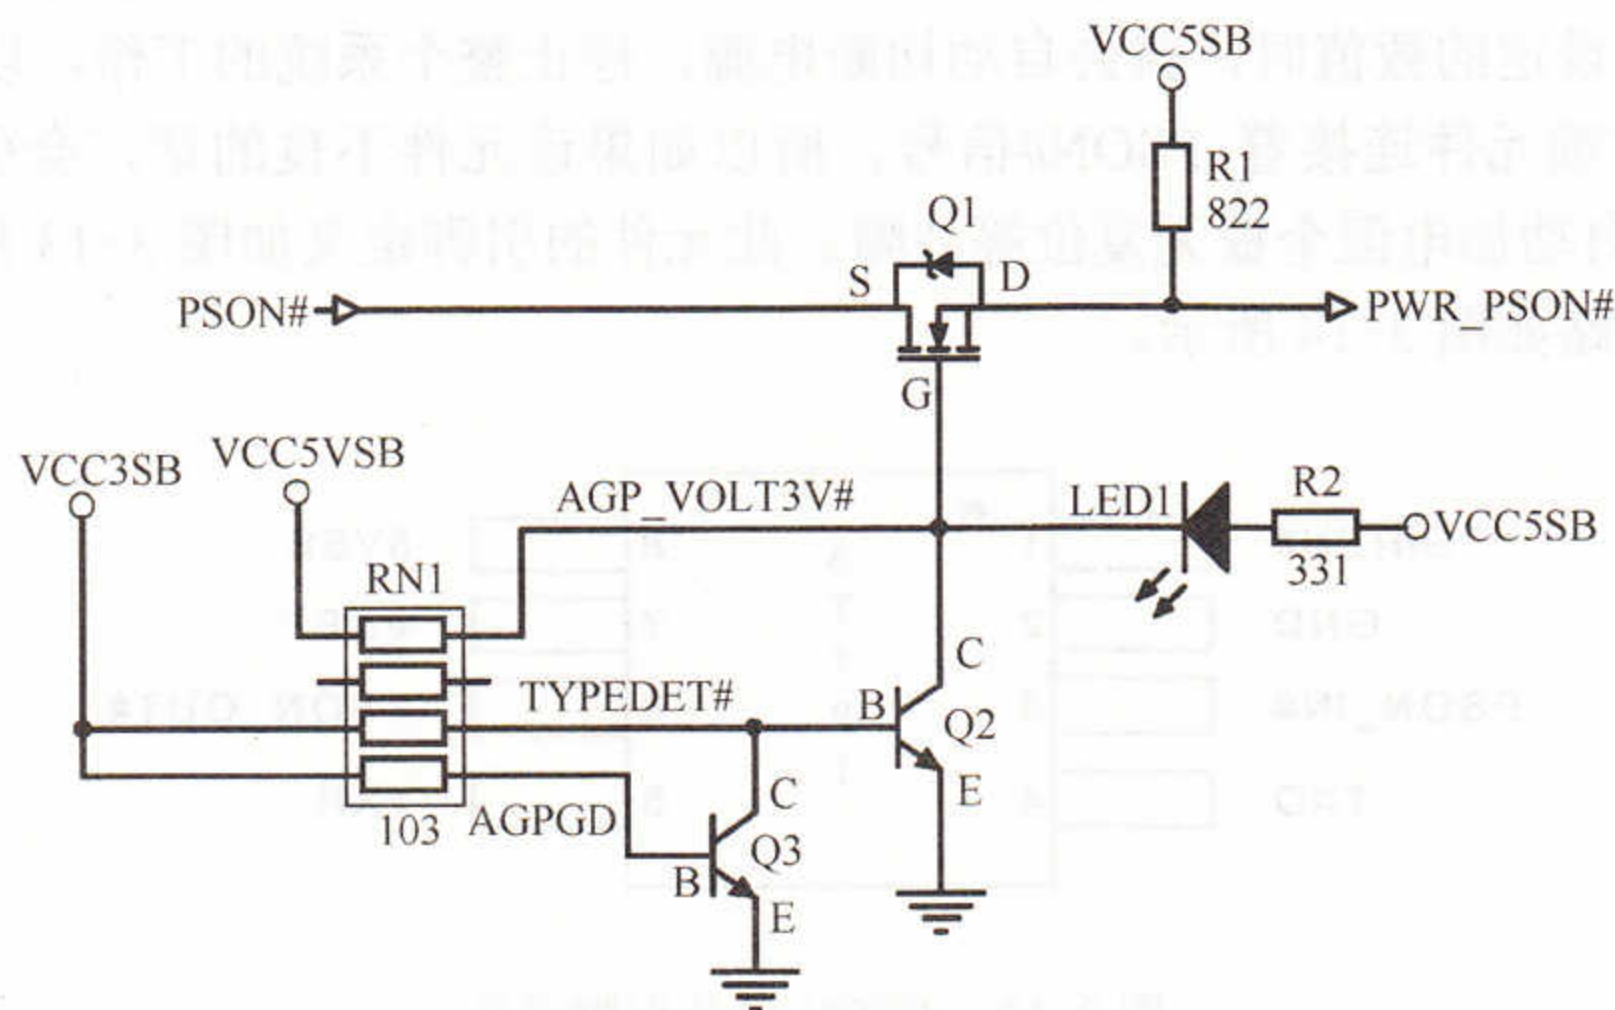 VCC5SB
R1
822
Q1
S
D
PSON#
PWR_PSON#
G
VCC3SB
VCC5VSB
AGP_VOLT3V#
LED1
R2
VCC5SB
331
RN1
C
TYPEDET#
B
Q2
E
103
AGPGD
C
Q3
B
E